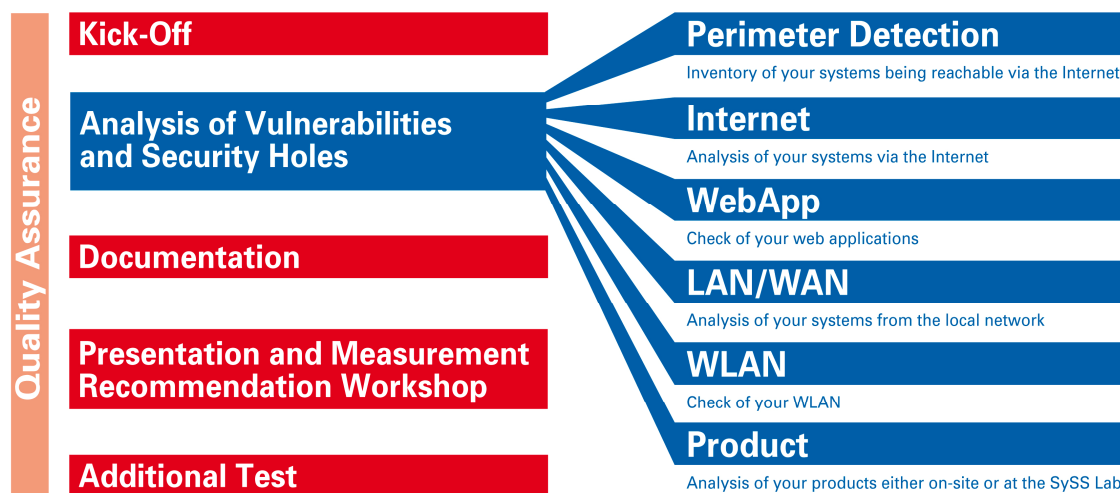 Quality Assurance
Kick-Off
Analysis of Vulnerabilities
and Security Holes
Documentation
Presentation and Measurement
Recommendation Workshop
Additional Test
Perimeter Detection
Inventory of your systems being reachable via the Internet
Internet
Analysis of your systems via the Internet
WebApp
Check of your web applications
LAN/WAN
Analysis of your systems from the local network
WLAN
Check of your WLAN
Product
Analysis of your products either on-site or at the SySS Lab